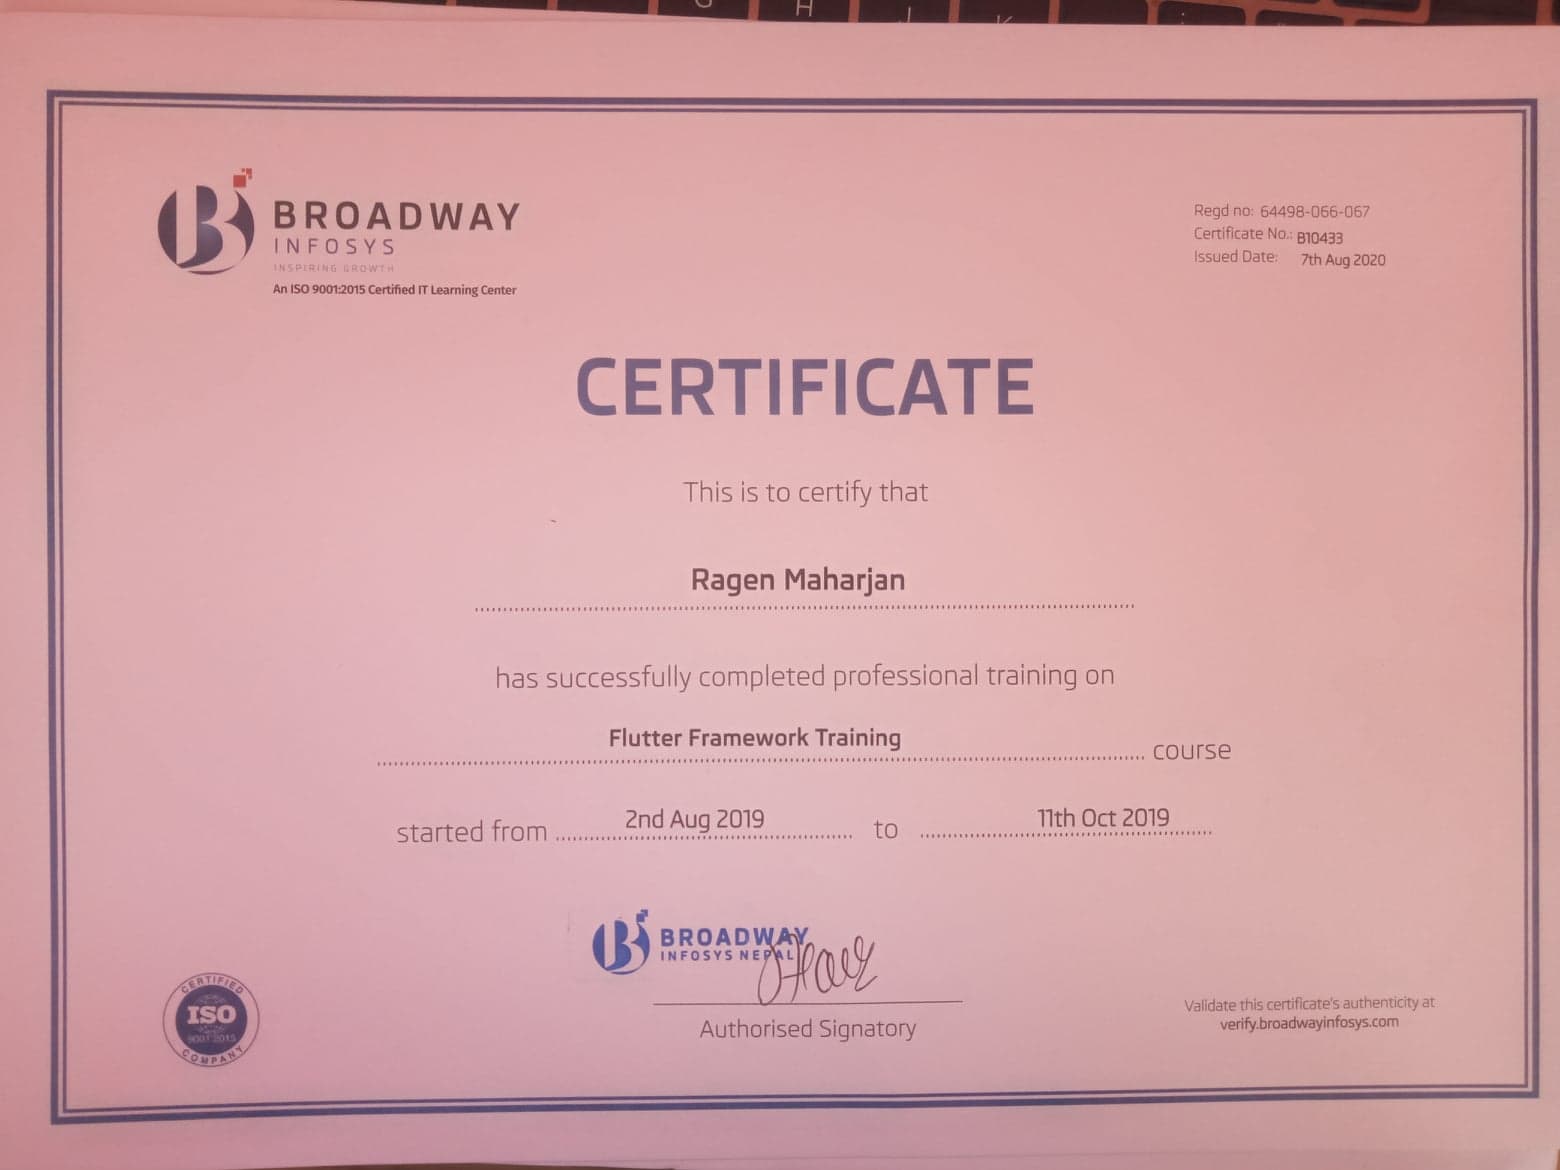 G H J K
BROADWAY
INFOSYS
INSPIRING GROWTH
An ISO 9001:2015 Certified IT Learning Center
Regd no: 64498-066-067
Certificate No.: B10433
Issued Date: 7th Aug 2020
CERTIFICATE
This is to certify that
Ragen Maharjan
has successfully completed professional training on
Flutter Framework Training course
started from 2nd Aug 2019 to 11th Oct 2019
BROADWAY
INFOSYS NEPAL
Authorised Signatory
CERTIFIED
ISO
9001:2015
COMPANY
Validate this certificate's authenticity at
verify.broadwayinfosys.com